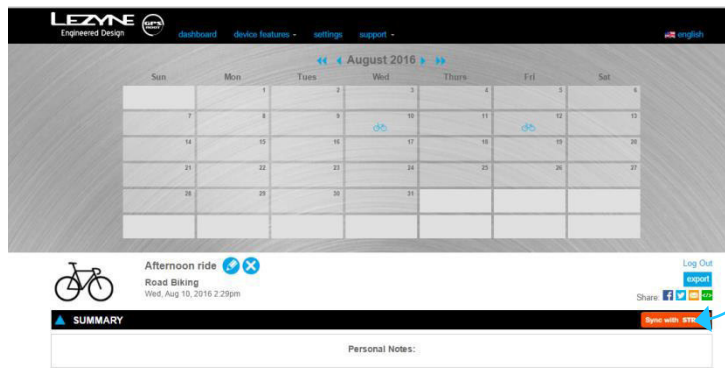 LEZYNE
Engineered Design
GPS
ROOT
dashboard device features settings support english
August 2016
Sun Mon Tues Wed Thurs Fri Sat
1 2 3 4 5 6
7 8 9 10 11 12 13
14 15 16 17 18 19 20
21 22 23 24 25 26 27
28 29 30 31
Afternoon ride
Road Biking
Wed, Aug 10, 2016 2:29pm
Log Out
export
Share:
SUMMARY
Sync with STR
Personal Notes: